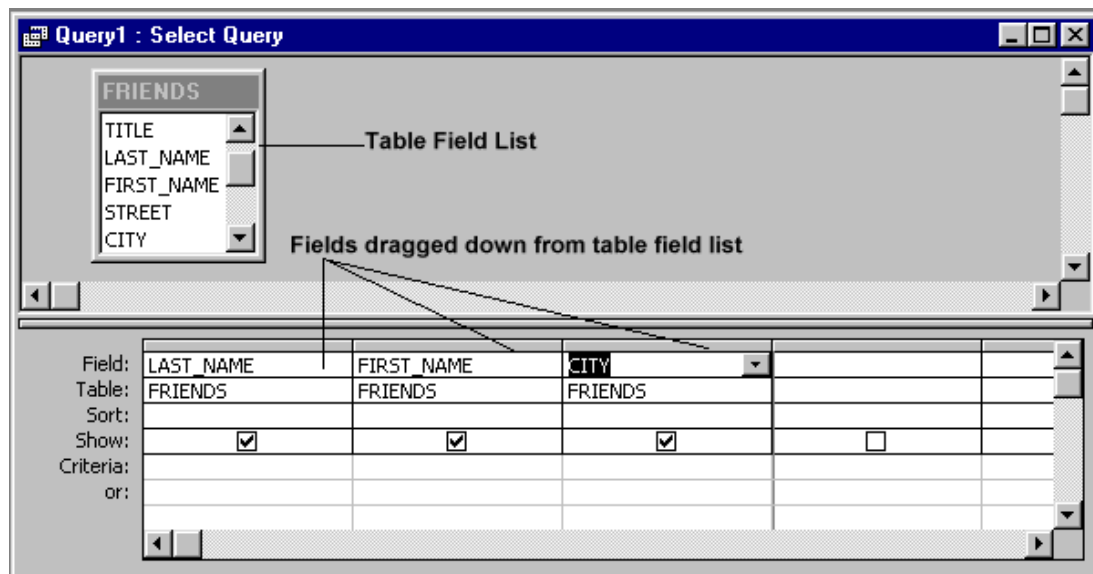 Query1 : Select Query
FRIENDS
TITLE
LAST_NAME
FIRST_NAME
STREET
CITY
Table Field List
Fields dragged down from table field list
Field: LAST_NAME FIRST_NAME CITY
Table: FRIENDS FRIENDS FRIENDS
Sort:
Show:
Criteria:
or: